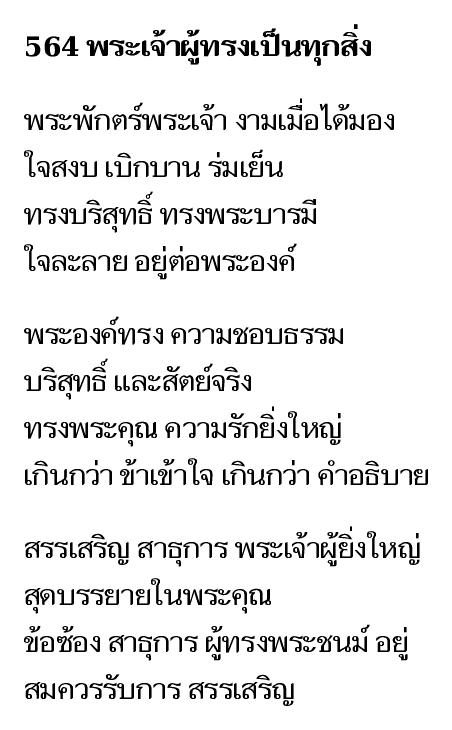 564 พระเจ้าผู้ทรงเป็นทุกสิ่ง
พระพักตร์พระเจ้า งามเมื่อได้มอง
ใจสงบ เบิกบาน ร่มเย็น
ทรงบริสุทธิ์ ทรงพระบารมี
ใจละลาย อยู่ต่อพระองค์
พระองค์ทรง ความชอบธรรม
บริสุทธิ์ และสัตย์จริง
ทรงพระคุณ ความรักยิ่งใหญ่
เกินกว่า ข้าเข้าใจ เกินกว่า คำอธิบาย
สรรเสริญ สาธุการ พระเจ้าผู้ยิ่งใหญ่
สุดบรรยายในพระคุณ
ข้อซ้อง สาธุการ ผู้ทรงพระชนม์ อยู่
สมควรรับการ สรรเสริญ